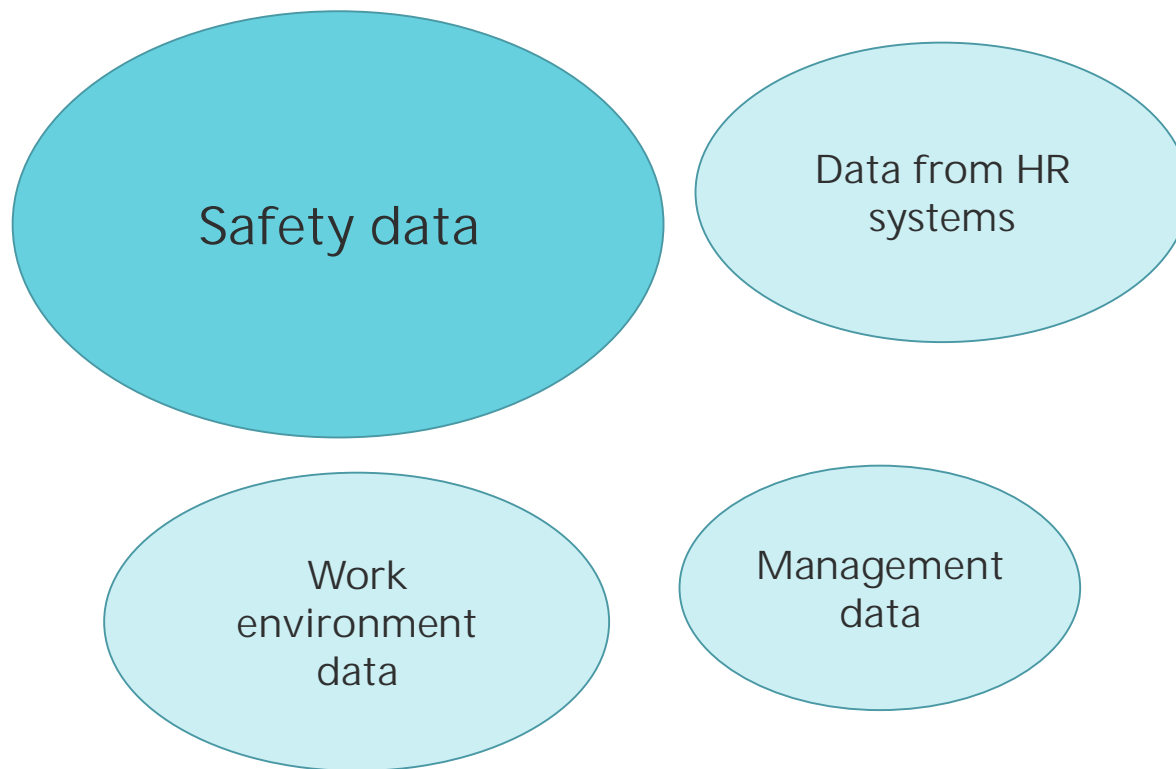 Safety data
Data from HR
systems
Work
environment
data
Management
data